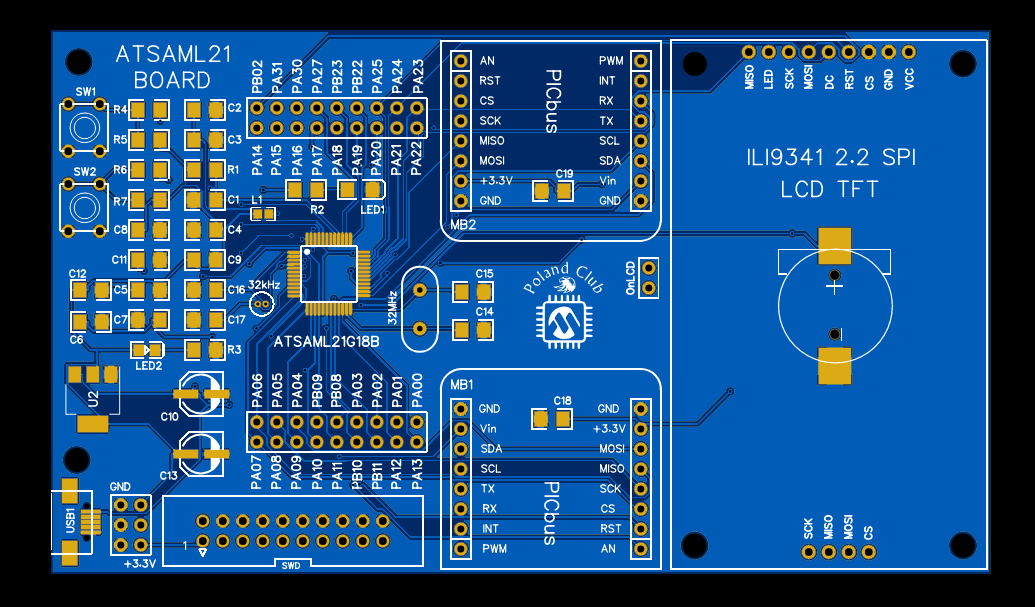 ATSAML21
BOARD
SW1
R4
C2
R5
C3
R6
R1
SW2
R7
C1
C8
C4
C11
C9
C12
C5
C16
C7
C17
C6
R3
LED2
U2
C10
C13
USB1
GND
+3.3V
PB02
PA31
PA30
PA27
PB23
PB22
PA25
PA24
PA23
PA14
PA15
PA16
PA17
PA18
PA19
PA20
PA21
PA22
L1
R2
LED1
32kHz
ATSAML21G18B
32MHz
C15
C14
PA06
PA05
PA04
PB09
PB08
PA03
PA02
PA01
PA00
PA07
PA08
PA09
PA10
PA11
PB10
PB11
PA12
PA13
1
SWD
AN PWM
RST INT
CS RX
SCK TX
MISO SCL
MOSI SDA
+3.3V Vin
GND GND
PICbus
C19
MB2
Poland Club
OnLCD
MB1
C18
GND GND
Vin +3.3V
SDA MOSI
SCL MISO
TX SCK
RX CS
INT RST
PWM AN
PICbus
MISO
LED
SCK
MOSI
DC
RST
CS
GND
VCC
ILI9341 2.2 SPI
LCD TFT
+
-
SCK
MISO
MOSI
CS